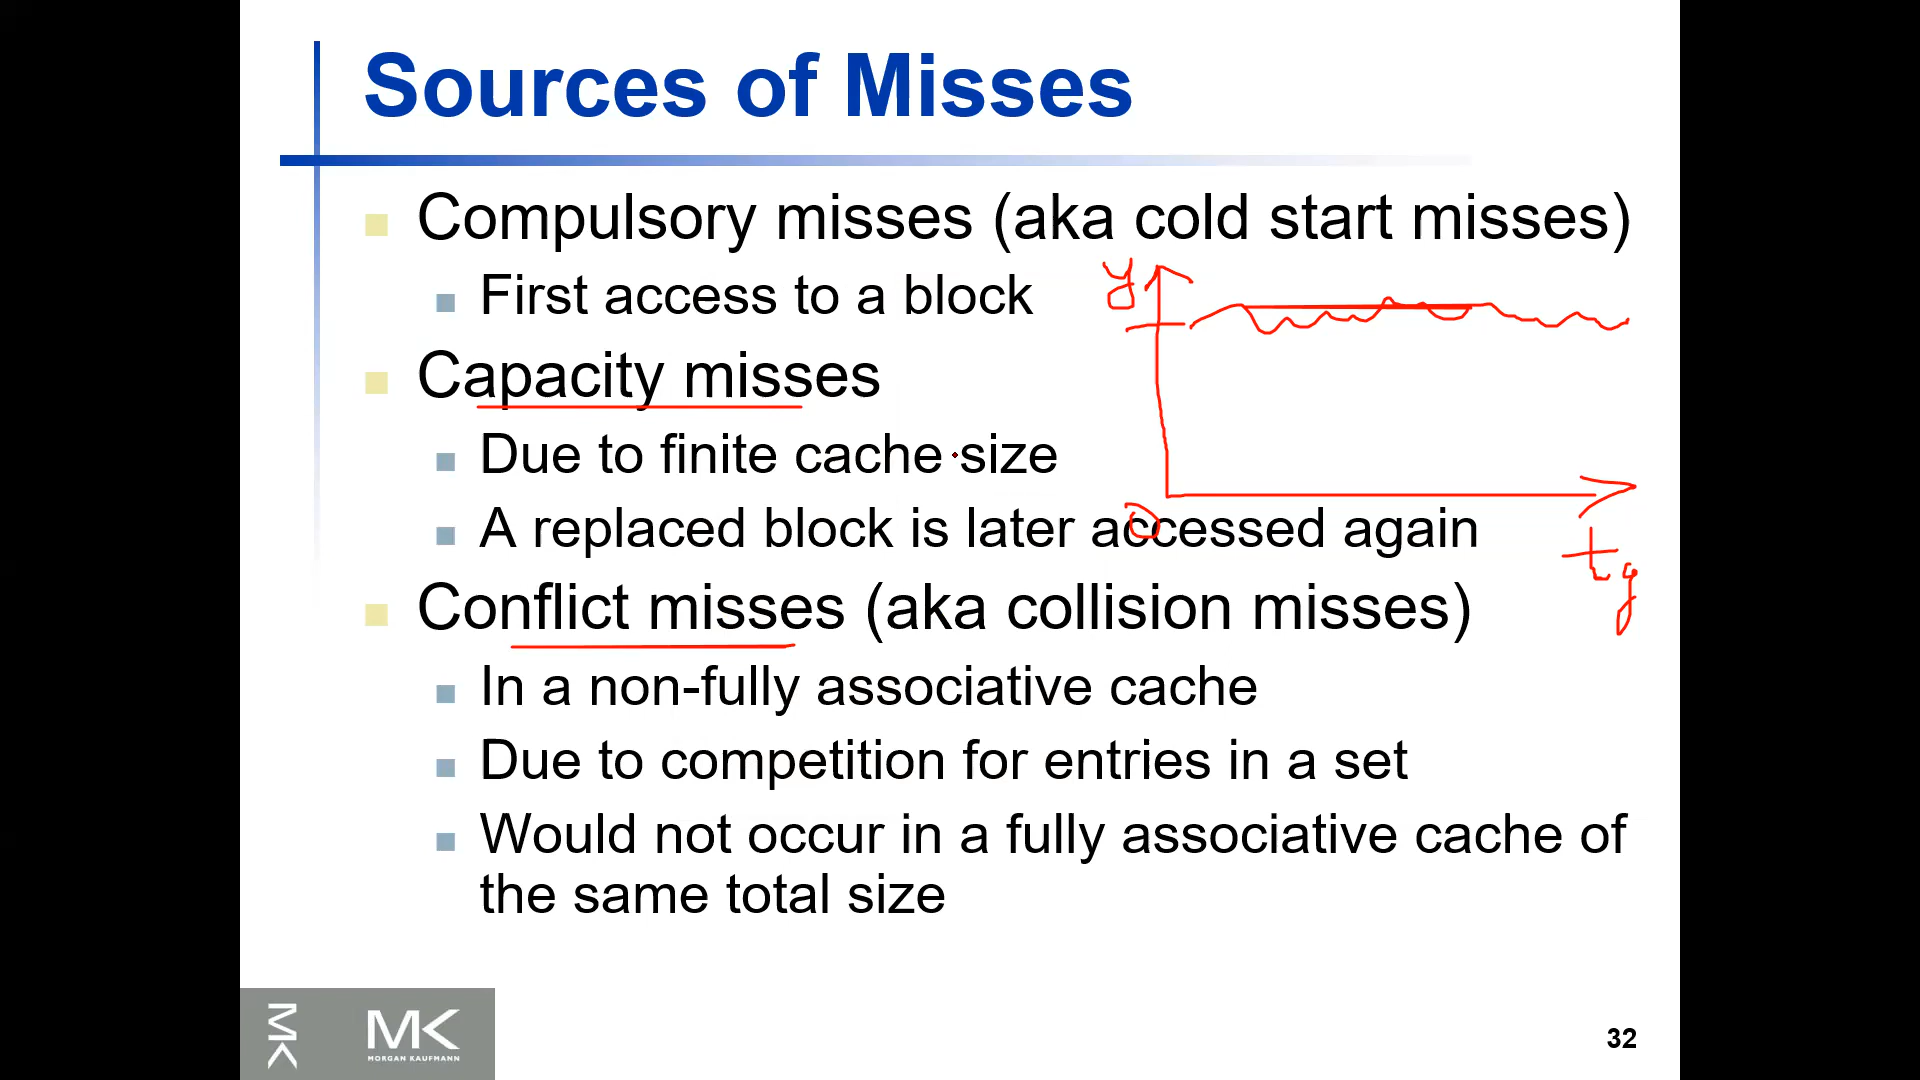 Sources of Misses
Compulsory misses (aka cold start misses)
First access to a block
Capacity misses
Due to finite cache size
A replaced block is later accessed again
Conflict misses (aka collision misses)
In a non-fully associative cache
Due to competition for entries in a set
Would not occur in a fully associative cache of
the same total size
y
0
t
MK
MK
MORGAN KAUFMANN
32